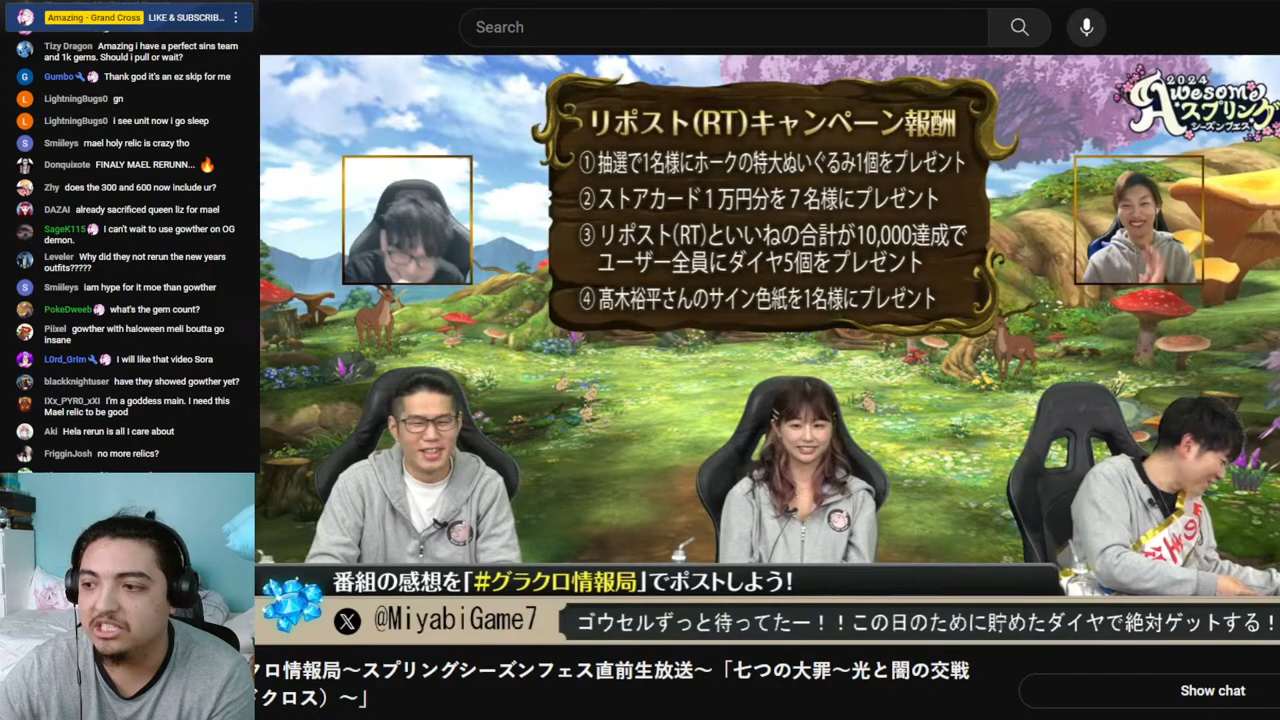 Amazing - Grand Cross LIKE & SUBSCRIB...
Tizy Dragon Amazing i have a perfect sins team
and 1k gems. Should i pull or wait?
G Gumbo Thank god it's an ez skip for me
L LightningBugs0 gn
L LightningBugs0 i see unit now i go sleep
S Smiileys mael holy relic is crazy tho
Donquixote FINALY MAEL RERUNN...
Zhy does the 300 and 600 now include ur?
DAZAI already sacrificed queen liz for mael
SageK115 I can't wait to use gowther on OG
demon.
Leveler Why did they not rerun the new years
outfits?????
S Smiileys iam hype for it moe than gowther
PokeDweeb what's the gem count?
Piixel gowther with haloween meli boutta go
insane
L0rd_Gr1m I will like that video Sora
blackknightuser have they showed gowther yet?
IXx_PYR0_xXI I'm a goddess main. I need this
Mael relic to be good
Aki Hela rerun is all I care about
FrigginJosh no more relics?
Search
リポスト(RT)キャンペーン報酬
①抽選で1名様にホークの特大ぬいぐるみ1個をプレゼント
②ストアカード1万円分を7名様にプレゼント
③リポスト(RT)といいねの合計が10,000達成で
ユーザー全員にダイヤ5個をプレゼント
④髙木裕平さんのサイン色紙を1名様にプレゼント
2024
Awesome
スプリング
シーズンフェス
番組の感想を「#グラクロ情報局」でポストしよう!
X @MiyabiGame7 ゴウセルずっと待ってたー!!この日のために貯めたダイヤで絶対ゲットする!
クロ情報局～スプリングシーズンフェス直前生放送～「七つの大罪～光と闇の交戦
ドクロス）～」
Show chat